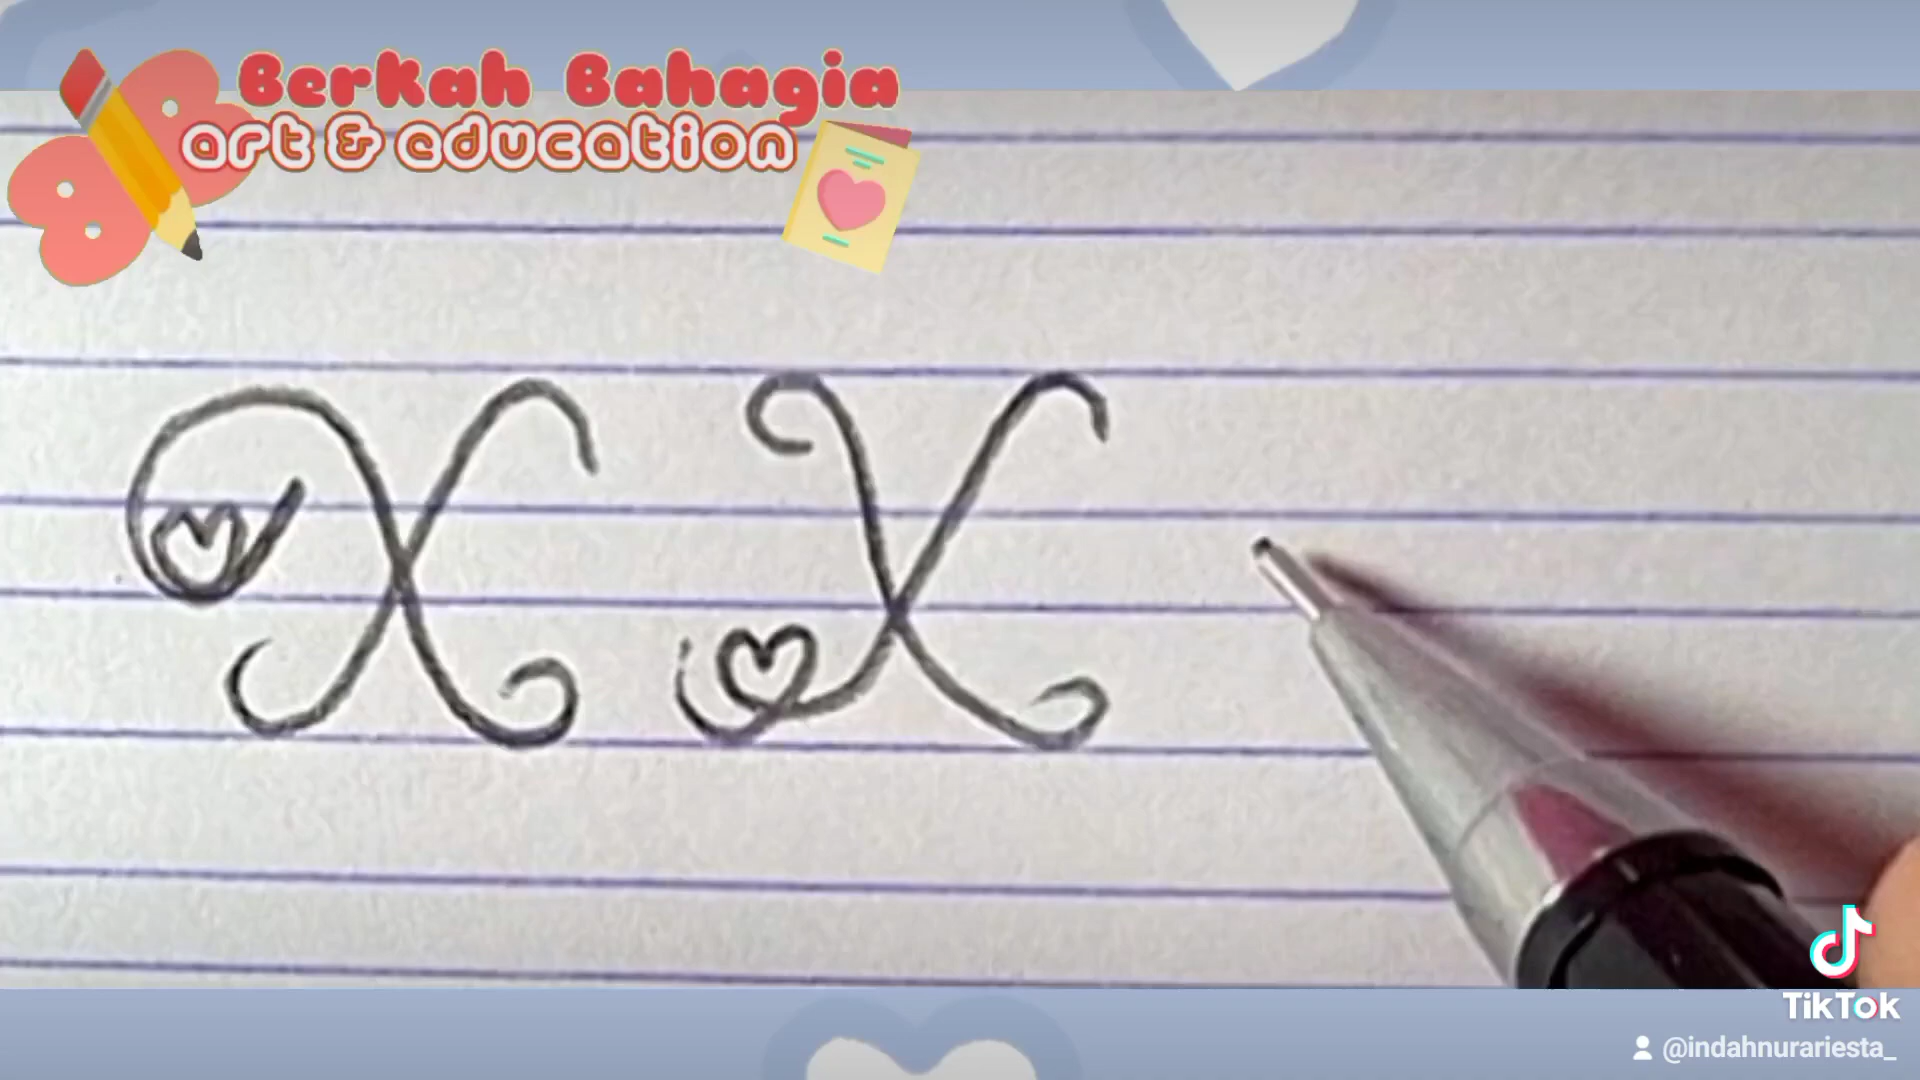 Berkah Bahagia
art & education
X X
TikTok
@indahnurariesta_